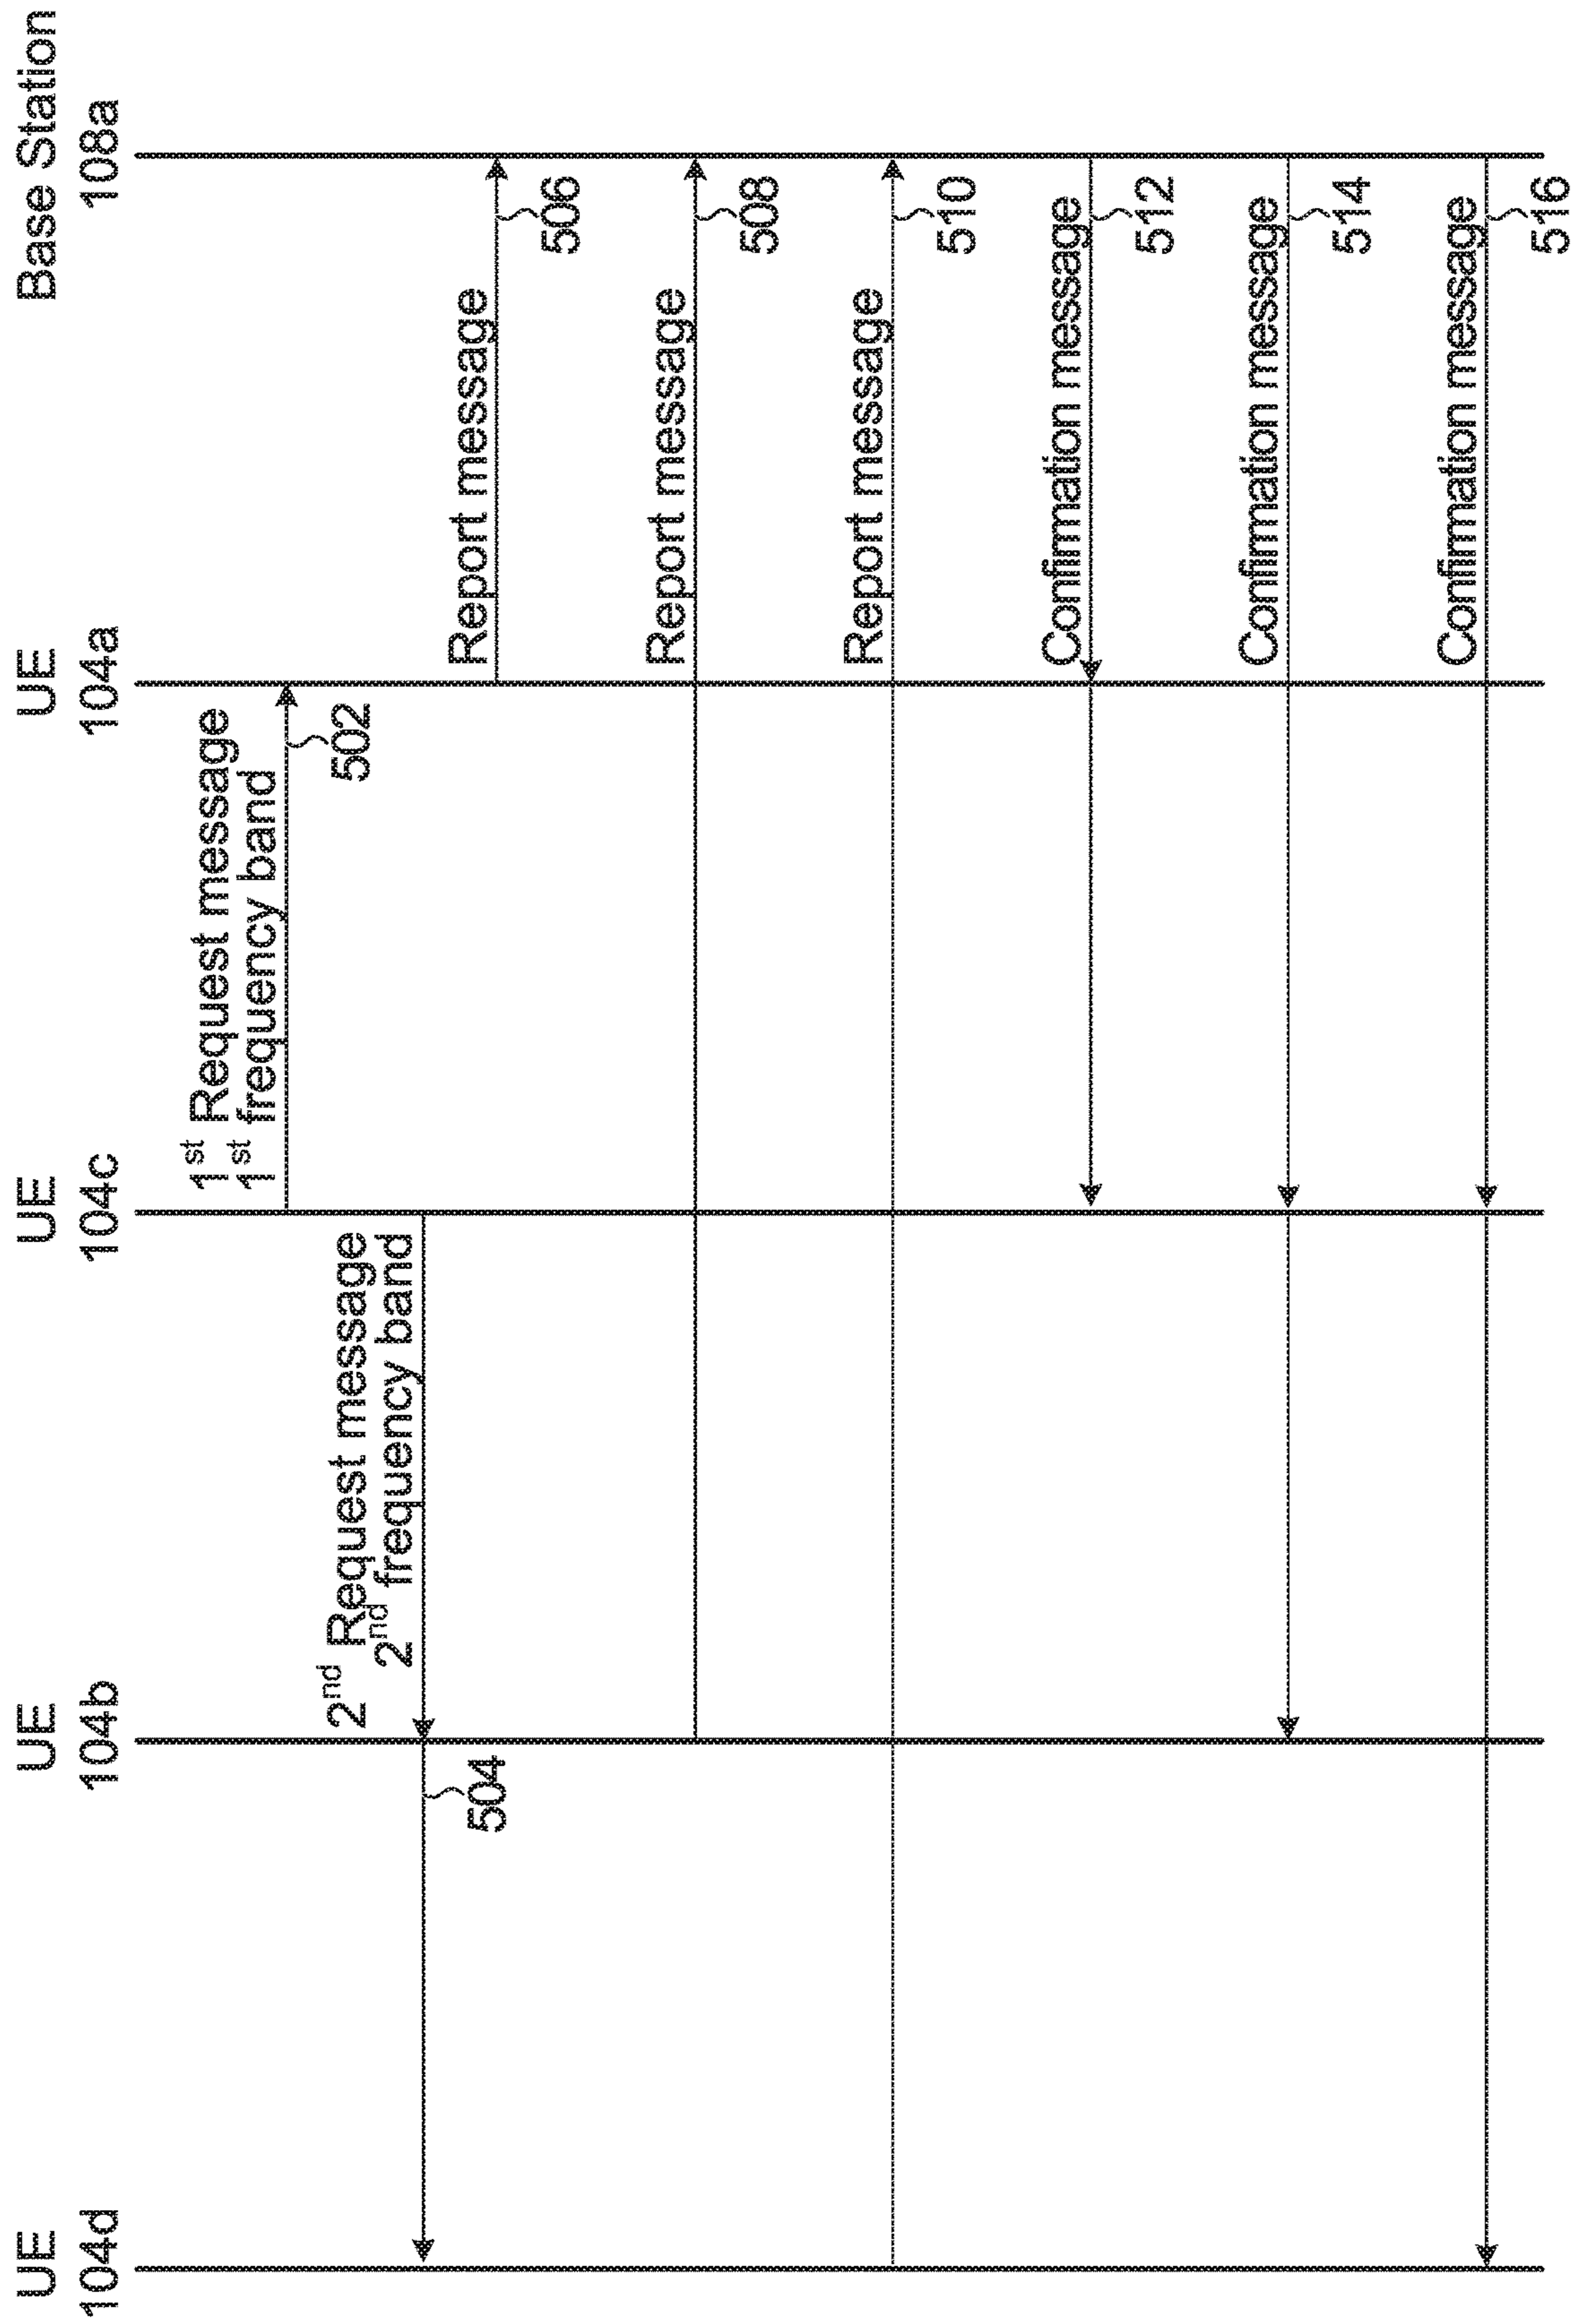 UE
104d
UE
104b
UE
104c
UE
104a
Base Station
108a
1st Request message
1st frequency band
502
2nd Request message
2nd frequency band
504
Report message
506
Report message
508
Report message
510
Confirmation message
512
Confirmation message
514
Confirmation message
516